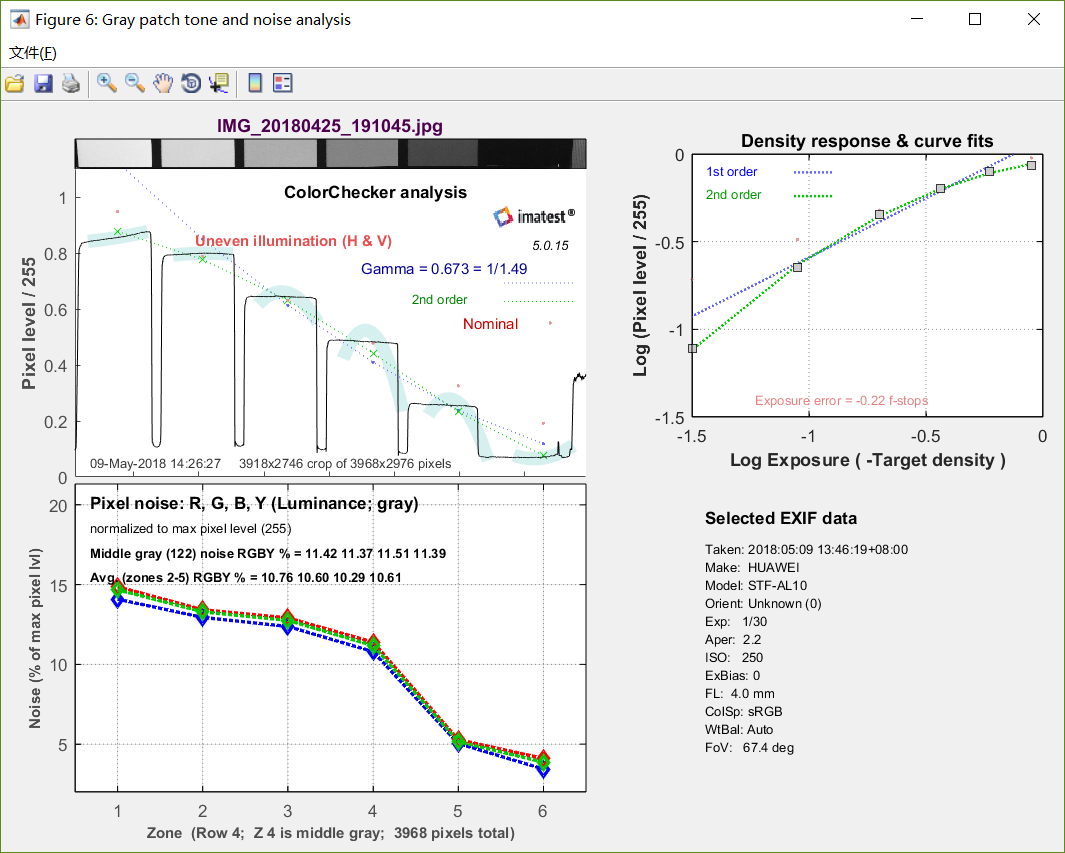 Figure 6: Gray patch tone and noise analysis
文件(F)
IMG_20180425_191045.jpg
ColorChecker analysis
imatest®
5.0.15
Uneven illumination (H & V)
Gamma = 0.673 = 1/1.49
2nd order
Nominal
1
0.8
0.6
0.4
0.2
0
Pixel level / 255
09-May-2018 14:26:27 3918x2746 crop of 3968x2976 pixels
Density response & curve fits
1st order
2nd order
0
-0.5
-1
-1.5
Log (Pixel level / 255)
Exposure error = -0.22 f-stops
-1.5 -1 -0.5 0
Log Exposure ( -Target density )
Pixel noise: R, G, B, Y (Luminance; gray)
normalized to max pixel level (255)
Middle gray (122) noise RGBY % = 11.42 11.37 11.51 11.39
Avg. (zones 2-5) RGBY % = 10.76 10.60 10.29 10.61
20
15
10
5
Noise (% of max pixel lvl)
1 2 3 4 5 6
Zone (Row 4; Z 4 is middle gray; 3968 pixels total)
Selected EXIF data
Taken: 2018:05:09 13:46:19+08:00
Make: HUAWEI
Model: STF-AL10
Orient: Unknown (0)
Exp: 1/30
Aper: 2.2
ISO: 250
ExBias: 0
FL: 4.0 mm
ColSp: sRGB
WtBal: Auto
FoV: 67.4 deg